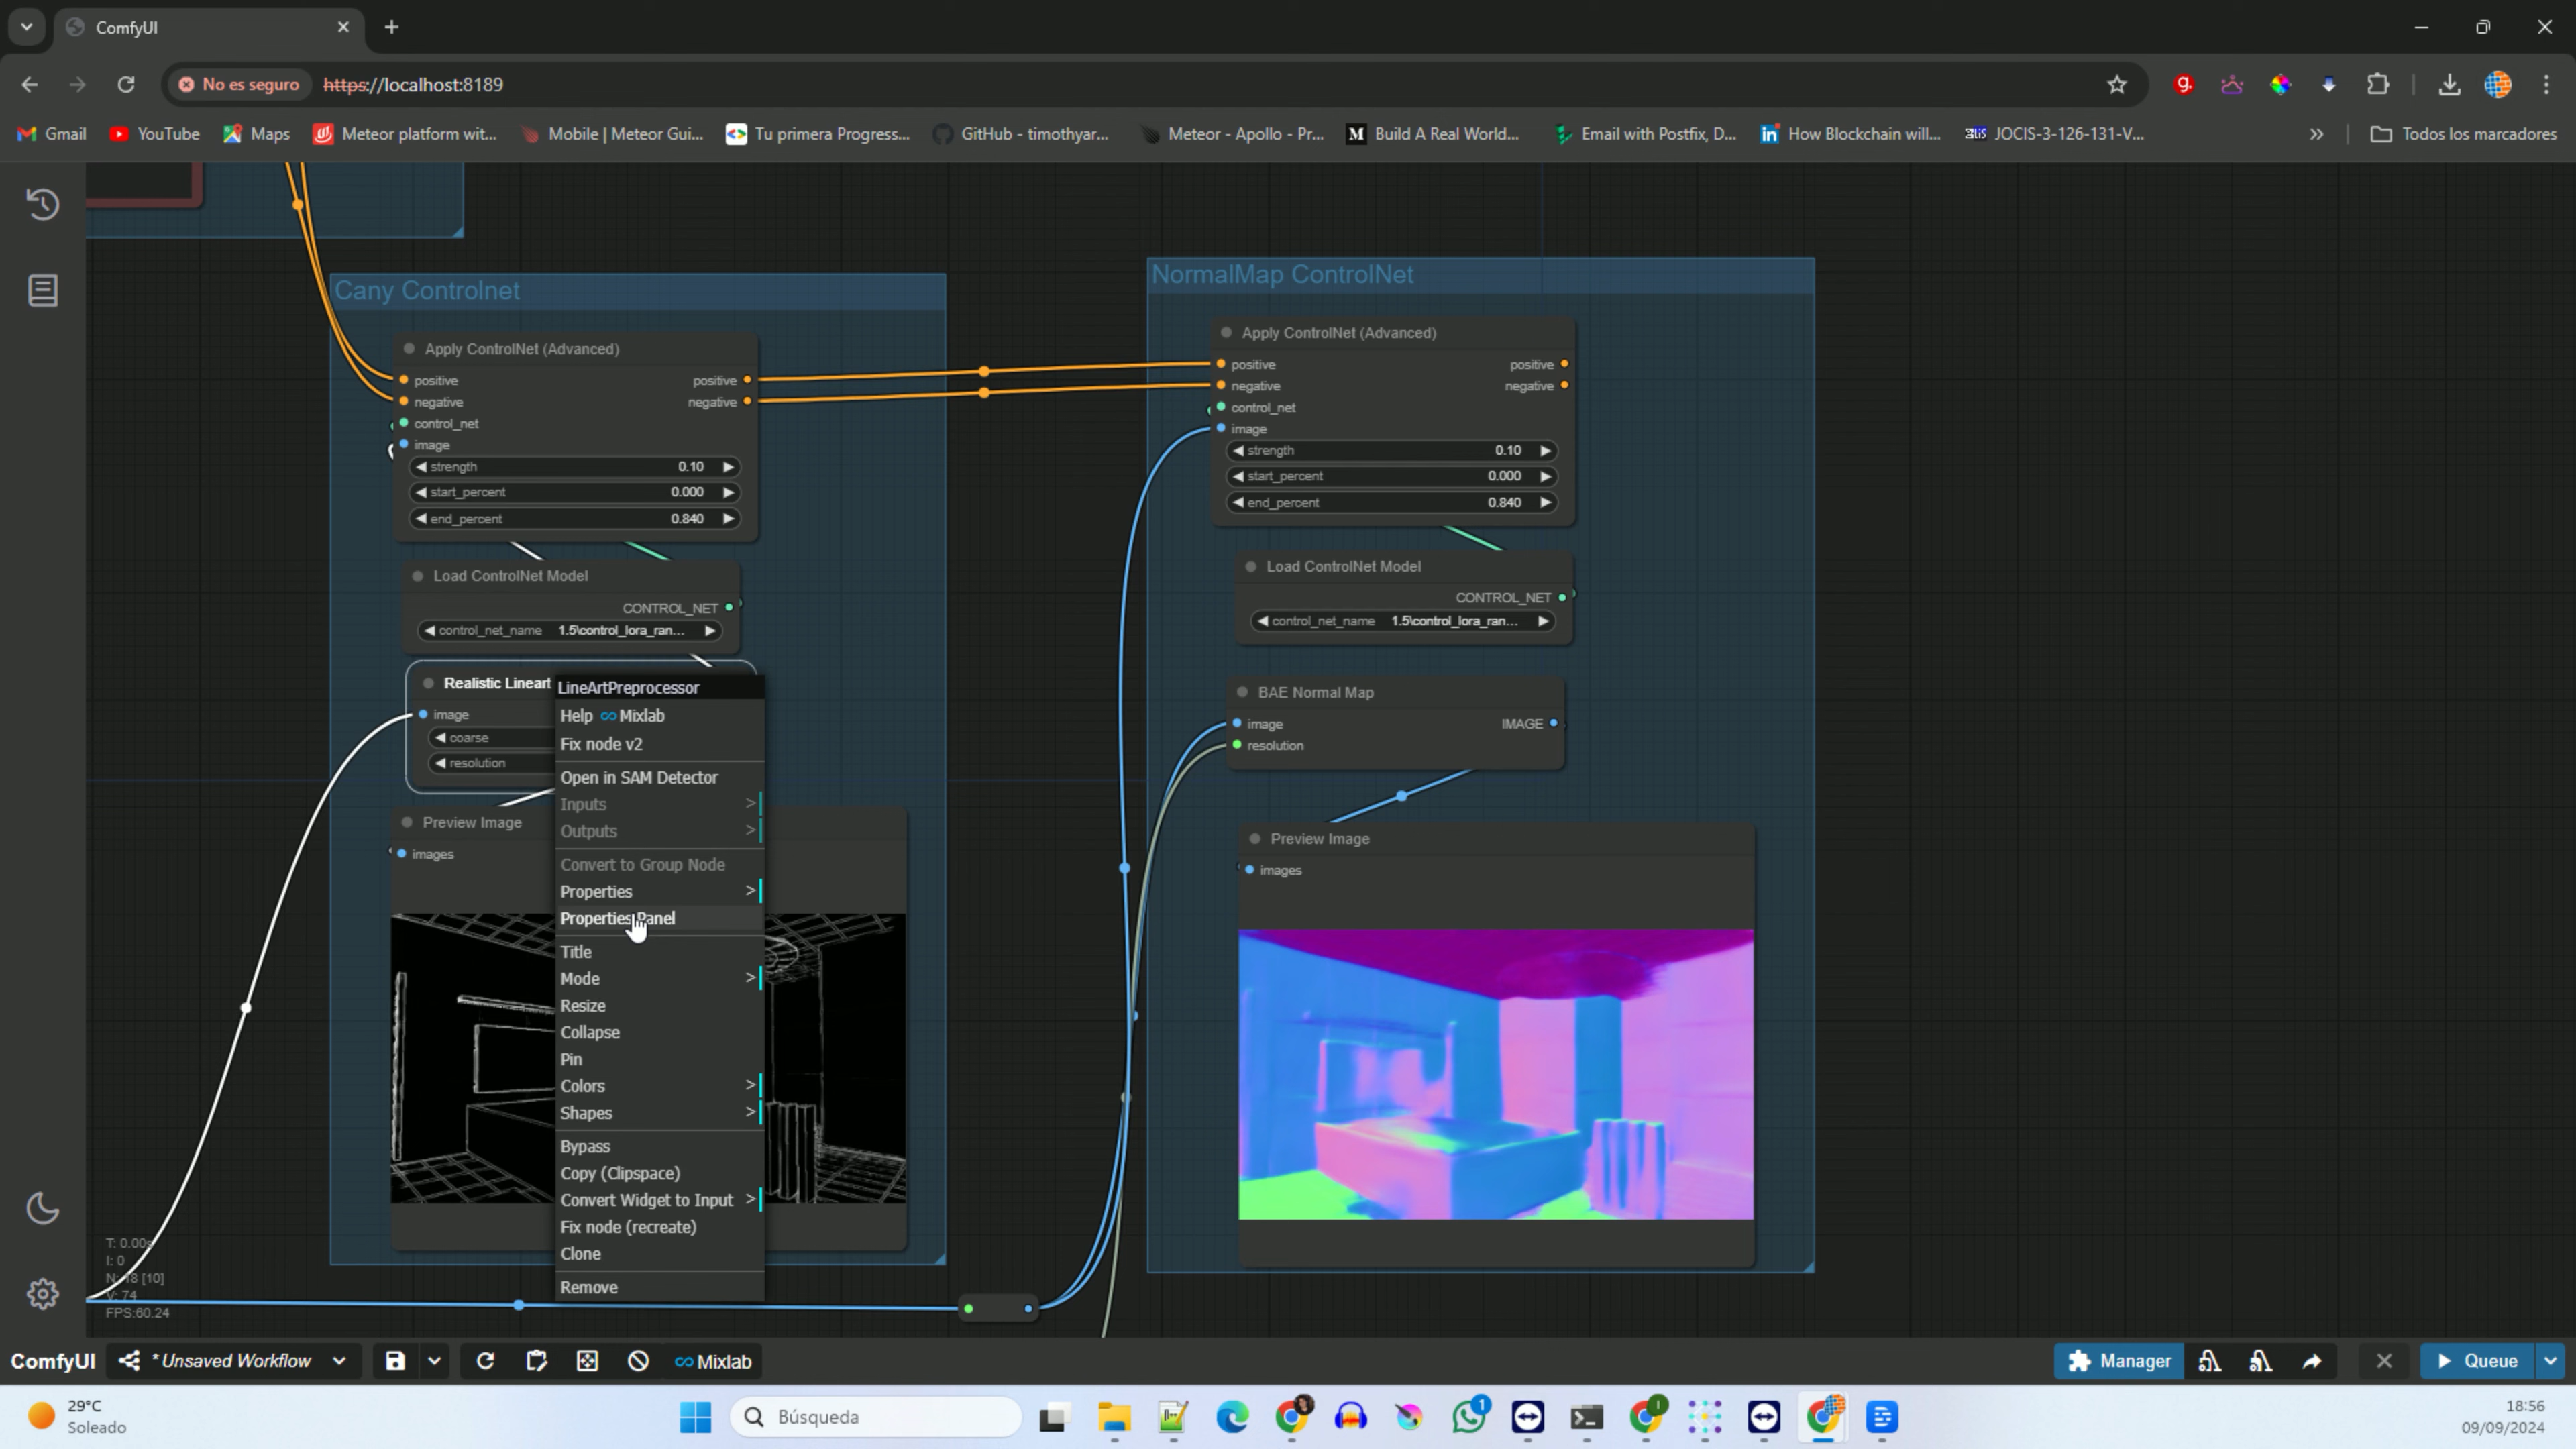 ComfyUI
No es seguro https://localhost:8189
Gmail YouTube Maps Meteor platform wit... Mobile | Meteor Gui... Tu primera Progress... GitHub - timothyar... Meteor - Apollo - Pr... Build A Real World... Email with Postfix, D... How Blockchain will... JOCIS-3-126-131-V... » Todos los marcadores
Cany Controlnet
Apply ControlNet (Advanced)
positive positive
negative negative
control_net
image
strength 0.10
start_percent 0.000
end_percent 0.840
Load ControlNet Model
CONTROL_NET
control_net_name 1.5\control_lora_ran...
Realistic Lineart
image
coarse
resolution
Preview Image
images
LineArtPreprocessor
Help Mixlab
Fix node v2
Open in SAM Detector
Inputs >
Outputs >
Convert to Group Node
Properties >
Properties Panel
Title
Mode >
Resize
Collapse
Pin
Colors >
Shapes >
Bypass
Copy (Clipspace)
Convert Widget to Input >
Fix node (recreate)
Clone
Remove
NormalMap ControlNet
Apply ControlNet (Advanced)
positive positive
negative negative
control_net
image
strength 0.10
start_percent 0.000
end_percent 0.840
Load ControlNet Model
CONTROL_NET
control_net_name 1.5\control_lora_ran...
BAE Normal Map
image IMAGE
resolution
Preview Image
images
T: 0.00s
I: 0
N: 18 [10]
V: 74
FPS:60.24
ComfyUI *Unsaved Workflow Mixlab Manager Queue
29°C
Soleado
Búsqueda
1
18:56
09/09/2024